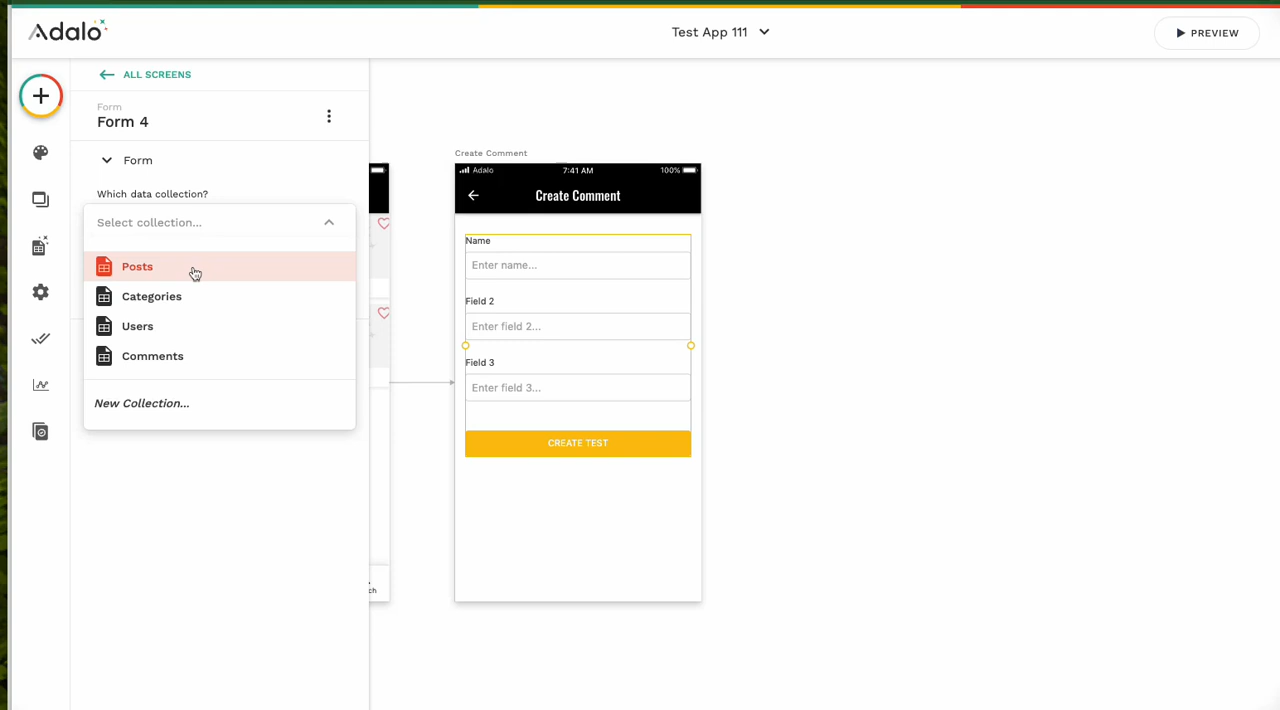 Adalo
Test App 111
PREVIEW
ALL SCREENS
Form
Form 4
Form
Which data collection?
Select collection...
Posts
Categories
Users
Comments
New Collection...
ch
Create Comment
Adalo
7:41 AM
100%
Create Comment
Name
Enter name...
Field 2
Enter field 2...
Field 3
Enter field 3...
CREATE TEST